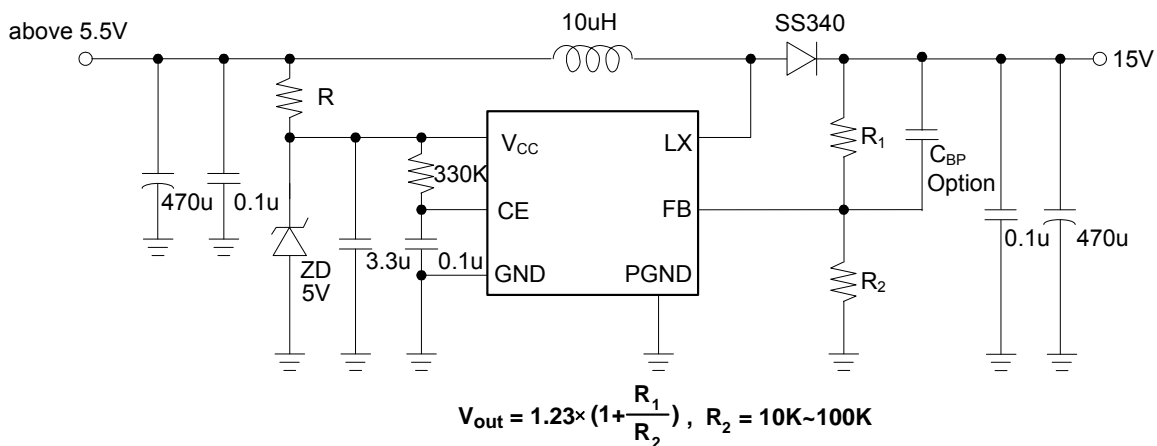 above 5.5V
10uH
SS340
15V
R
V_CC
LX
R_1
C_BP
Option
330K
CE
FB
470u
0.1u
ZD
5V
3.3u
0.1u
GND
PGND
R_2
0.1u
470u
V_out = 1.23×(1+R_1/R_2), R_2 = 10K~100K